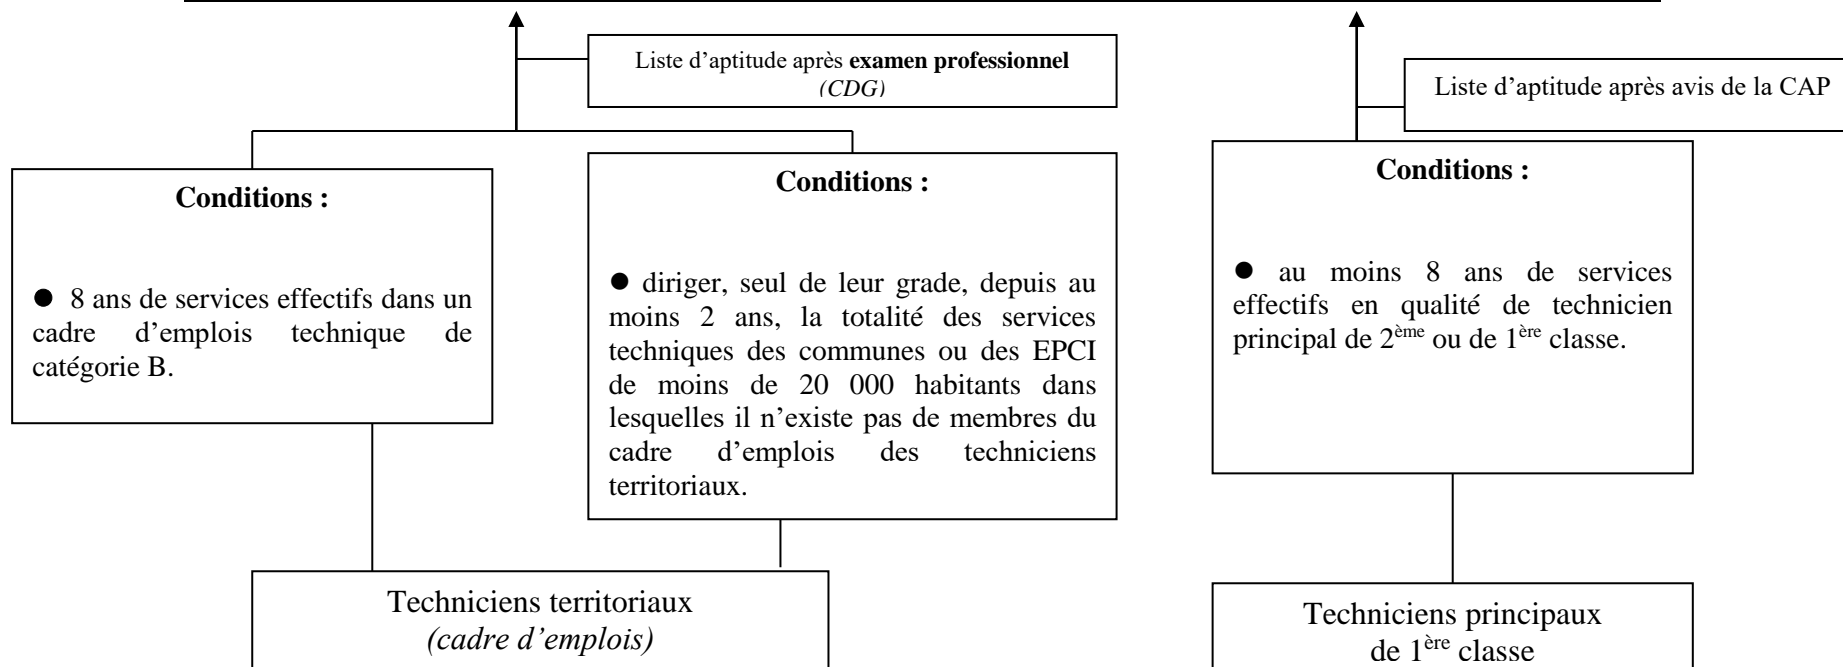 Liste d’aptitude après examen professionnel
(CDG)
Liste d’aptitude après avis de la CAP
Conditions :
● 8 ans de services effectifs dans un
cadre d’emplois technique de
catégorie B.
Conditions :
● diriger, seul de leur grade, depuis au
moins 2 ans, la totalité des services
techniques des communes ou des EPCI
de moins de 20 000 habitants dans
lesquelles il n’existe pas de membres du
cadre d’emplois des techniciens
territoriaux.
Conditions :
● au moins 8 ans de services
effectifs en qualité de technicien
principal de 2ème ou de 1ère classe.
Techniciens territoriaux
(cadre d’emplois)
Techniciens principaux
de 1ère classe